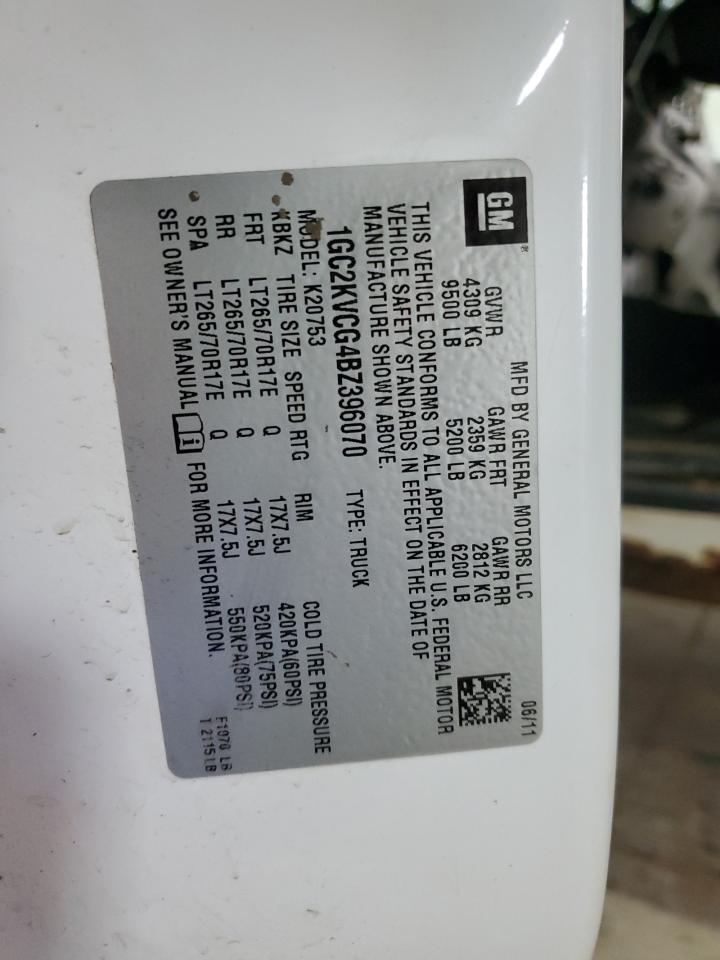 GM
MFD BY GENERAL MOTORS LLC 06/11
GVWR GAWR FRT GAWR RR
4309 KG 2359 KG 2812 KG
9500 LB 5200 LB 6200 LB
THIS VEHICLE CONFORMS TO ALL APPLICABLE U.S. FEDERAL MOTOR
VEHICLE SAFETY STANDARDS IN EFFECT ON THE DATE OF
MANUFACTURE SHOWN ABOVE.
1GC2KVCG4BZ396070 TYPE: TRUCK
MODEL: K20753
KBKZ TIRE SIZE SPEED RTG RIM COLD TIRE PRESSURE
FRT LT265/70R17E Q 17X7.5J 420KPA(60PSI)
RR LT265/70R17E Q 17X7.5J 520KPA(75PSI)
SPA LT265/70R17E Q 17X7.5J 550KPA(80PSI)
SEE OWNER'S MANUAL FOR MORE INFORMATION.
T 2115 LB